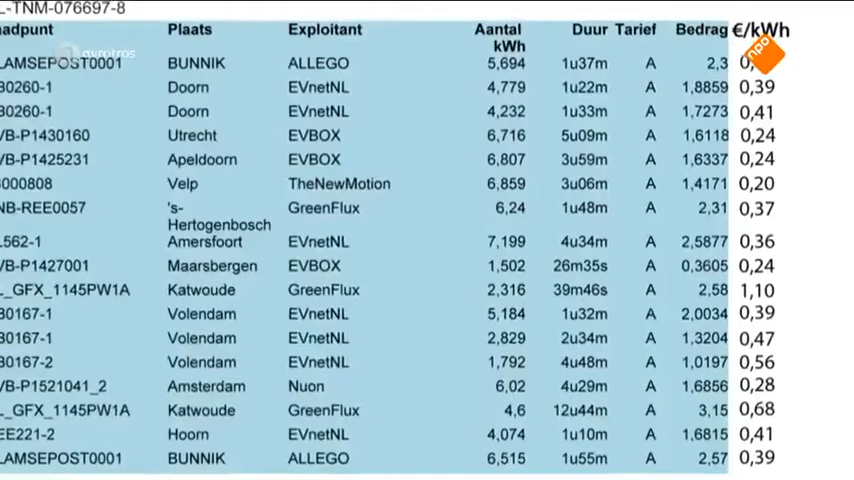 L-TNM-076697-8
adpunt Plaats Exploitant Aantal kWh Duur Tarief Bedrag €/kWh
avrotros
npo
LAMSEPOST0001 BUNNIK ALLEGO 5,694 1u37m A 2,3 0,
30260-1 Doorn EVnetNL 4,779 1u22m A 1,8859 0,39
30260-1 Doorn EVnetNL 4,232 1u33m A 1,7273 0,41
VB-P1430160 Utrecht EVBOX 6,716 5u09m A 1,6118 0,24
VB-P1425231 Apeldoorn EVBOX 6,807 3u59m A 1,6337 0,24
000808 Velp TheNewMotion 6,859 3u06m A 1,4171 0,20
NB-REE0057 's-Hertogenbosch GreenFlux 6,24 1u48m A 2,31 0,37
562-1 Amersfoort EVnetNL 7,199 4u34m A 2,5877 0,36
VB-P1427001 Maarsbergen EVBOX 1,502 26m35s A 0,3605 0,24
L_GFX_1145PW1A Katwoude GreenFlux 2,316 39m46s A 2,58 1,10
30167-1 Volendam EVnetNL 5,184 1u32m A 2,0034 0,39
30167-1 Volendam EVnetNL 2,829 2u34m A 1,3204 0,47
30167-2 Volendam EVnetNL 1,792 4u48m A 1,0197 0,56
VB-P1521041_2 Amsterdam Nuon 6,02 4u29m A 1,6856 0,28
L_GFX_1145PW1A Katwoude GreenFlux 4,6 12u44m A 3,15 0,68
EE221-2 Hoorn EVnetNL 4,074 1u10m A 1,6815 0,41
LAMSEPOST0001 BUNNIK ALLEGO 6,515 1u55m A 2,57 0,39